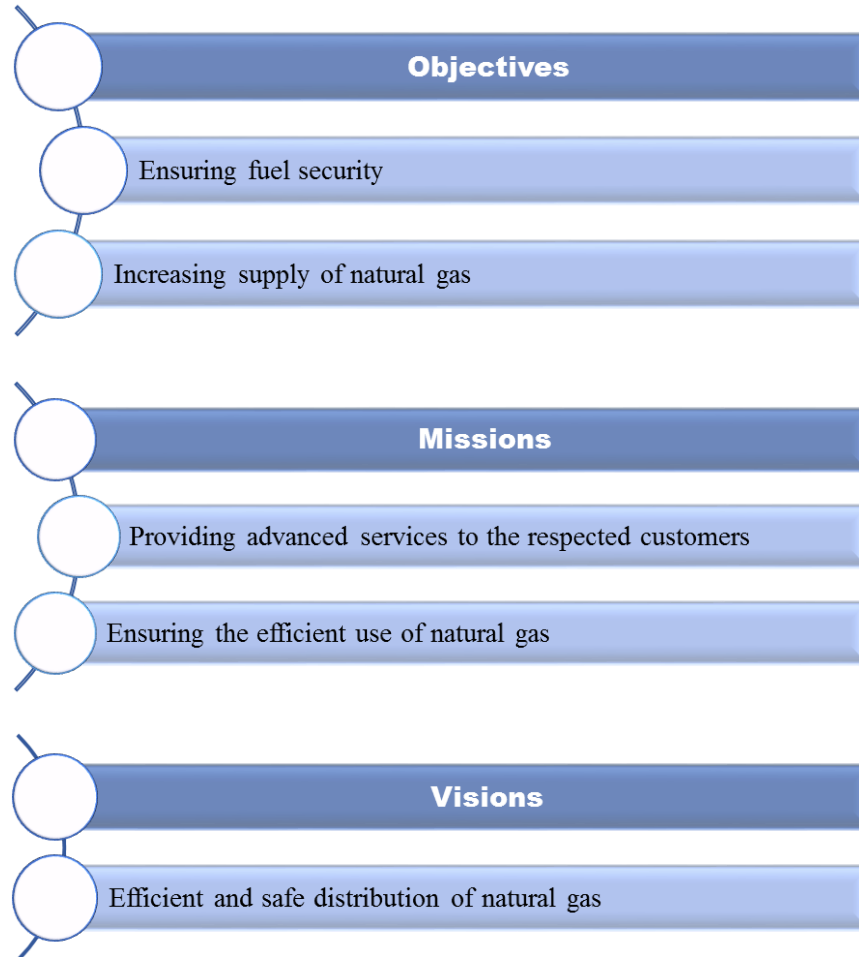 Objectives
Ensuring fuel security
Increasing supply of natural gas
Missions
Providing advanced services to the respected customers
Ensuring the efficient use of natural gas
Visions
Efficient and safe distribution of natural gas